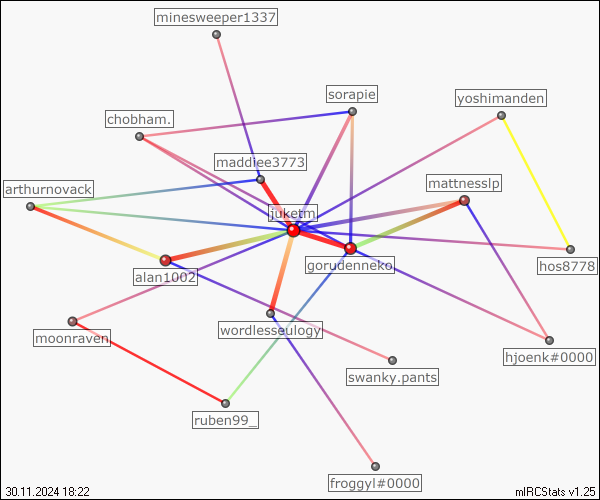 minesweeper1337
sorapie
yoshimanden
chobham.
maddiee3773
mattnesslp
arthurnovack
juketm
gorudenneko
hos8778
alan1002
wordlesseulogy
moonraven
hjoenk#0000
swanky.pants
ruben99_
froggyl#0000
30.11.2024 18:22
mIRCStats v1.25